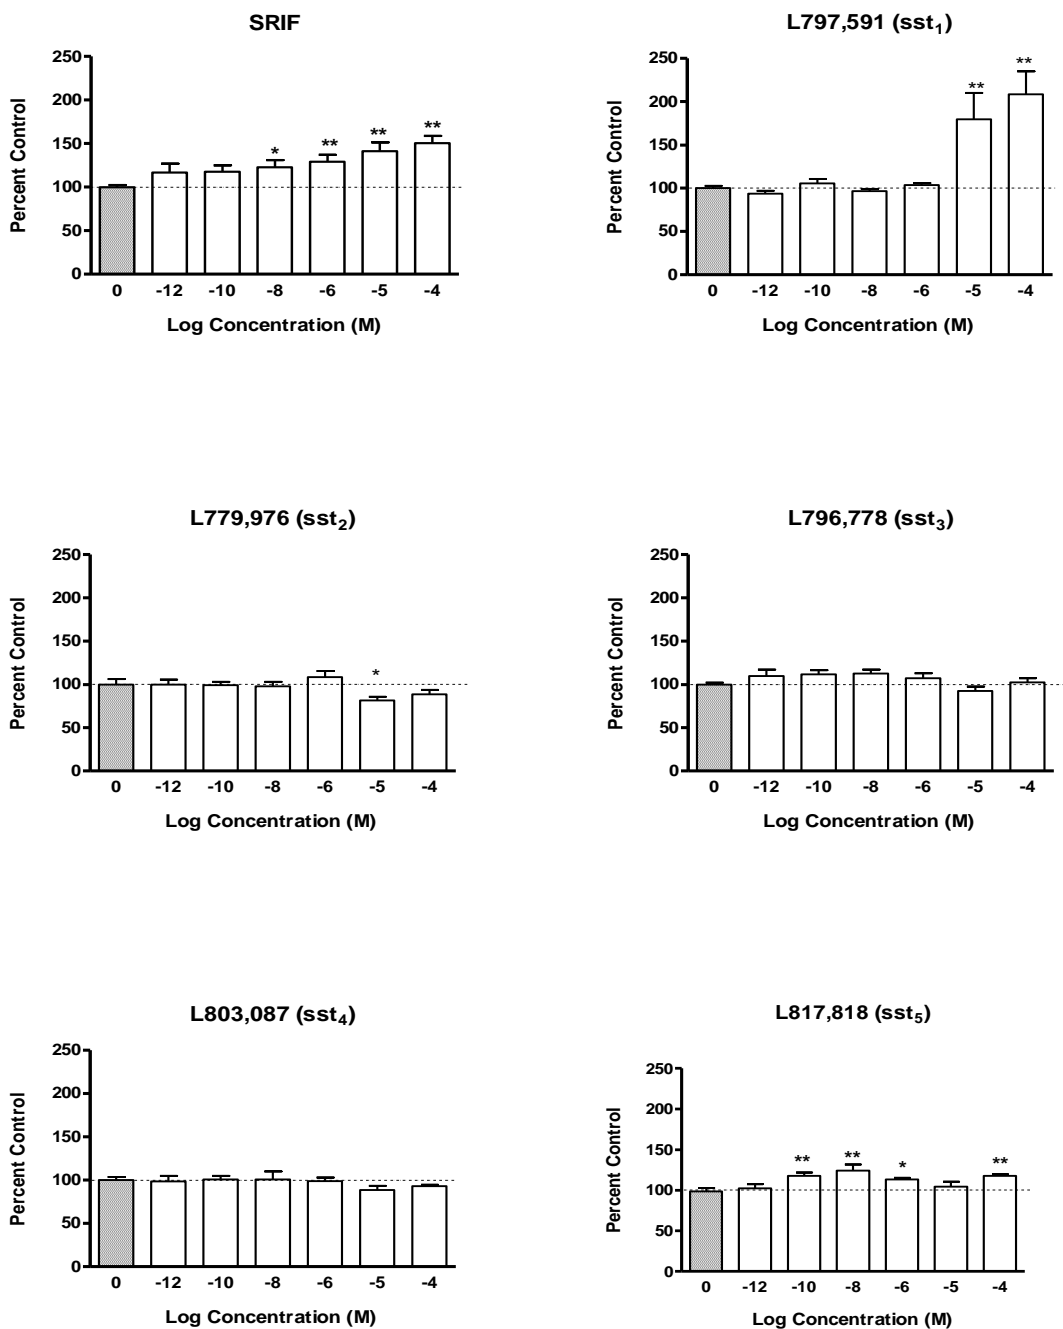 SRIF
250
200
150
100
50
0
Percent Control
* ** ** **
0 -12 -10 -8 -6 -5 -4
Log Concentration (M)
L797,591 (sst₁)
250
200
150
100
50
0
Percent Control
** **
0 -12 -10 -8 -6 -5 -4
Log Concentration (M)
L779,976 (sst₂)
250
200
150
100
50
0
Percent Control
*
0 -12 -10 -8 -6 -5 -4
Log Concentration (M)
L796,778 (sst₃)
250
200
150
100
50
0
Percent Control
0 -12 -10 -8 -6 -5 -4
Log Concentration (M)
L803,087 (sst₄)
250
200
150
100
50
0
Percent Control
0 -12 -10 -8 -6 -5 -4
Log Concentration (M)
L817,818 (sst₅)
250
200
150
100
50
0
Percent Control
** ** * **
0 -12 -10 -8 -6 -5 -4
Log Concentration (M)